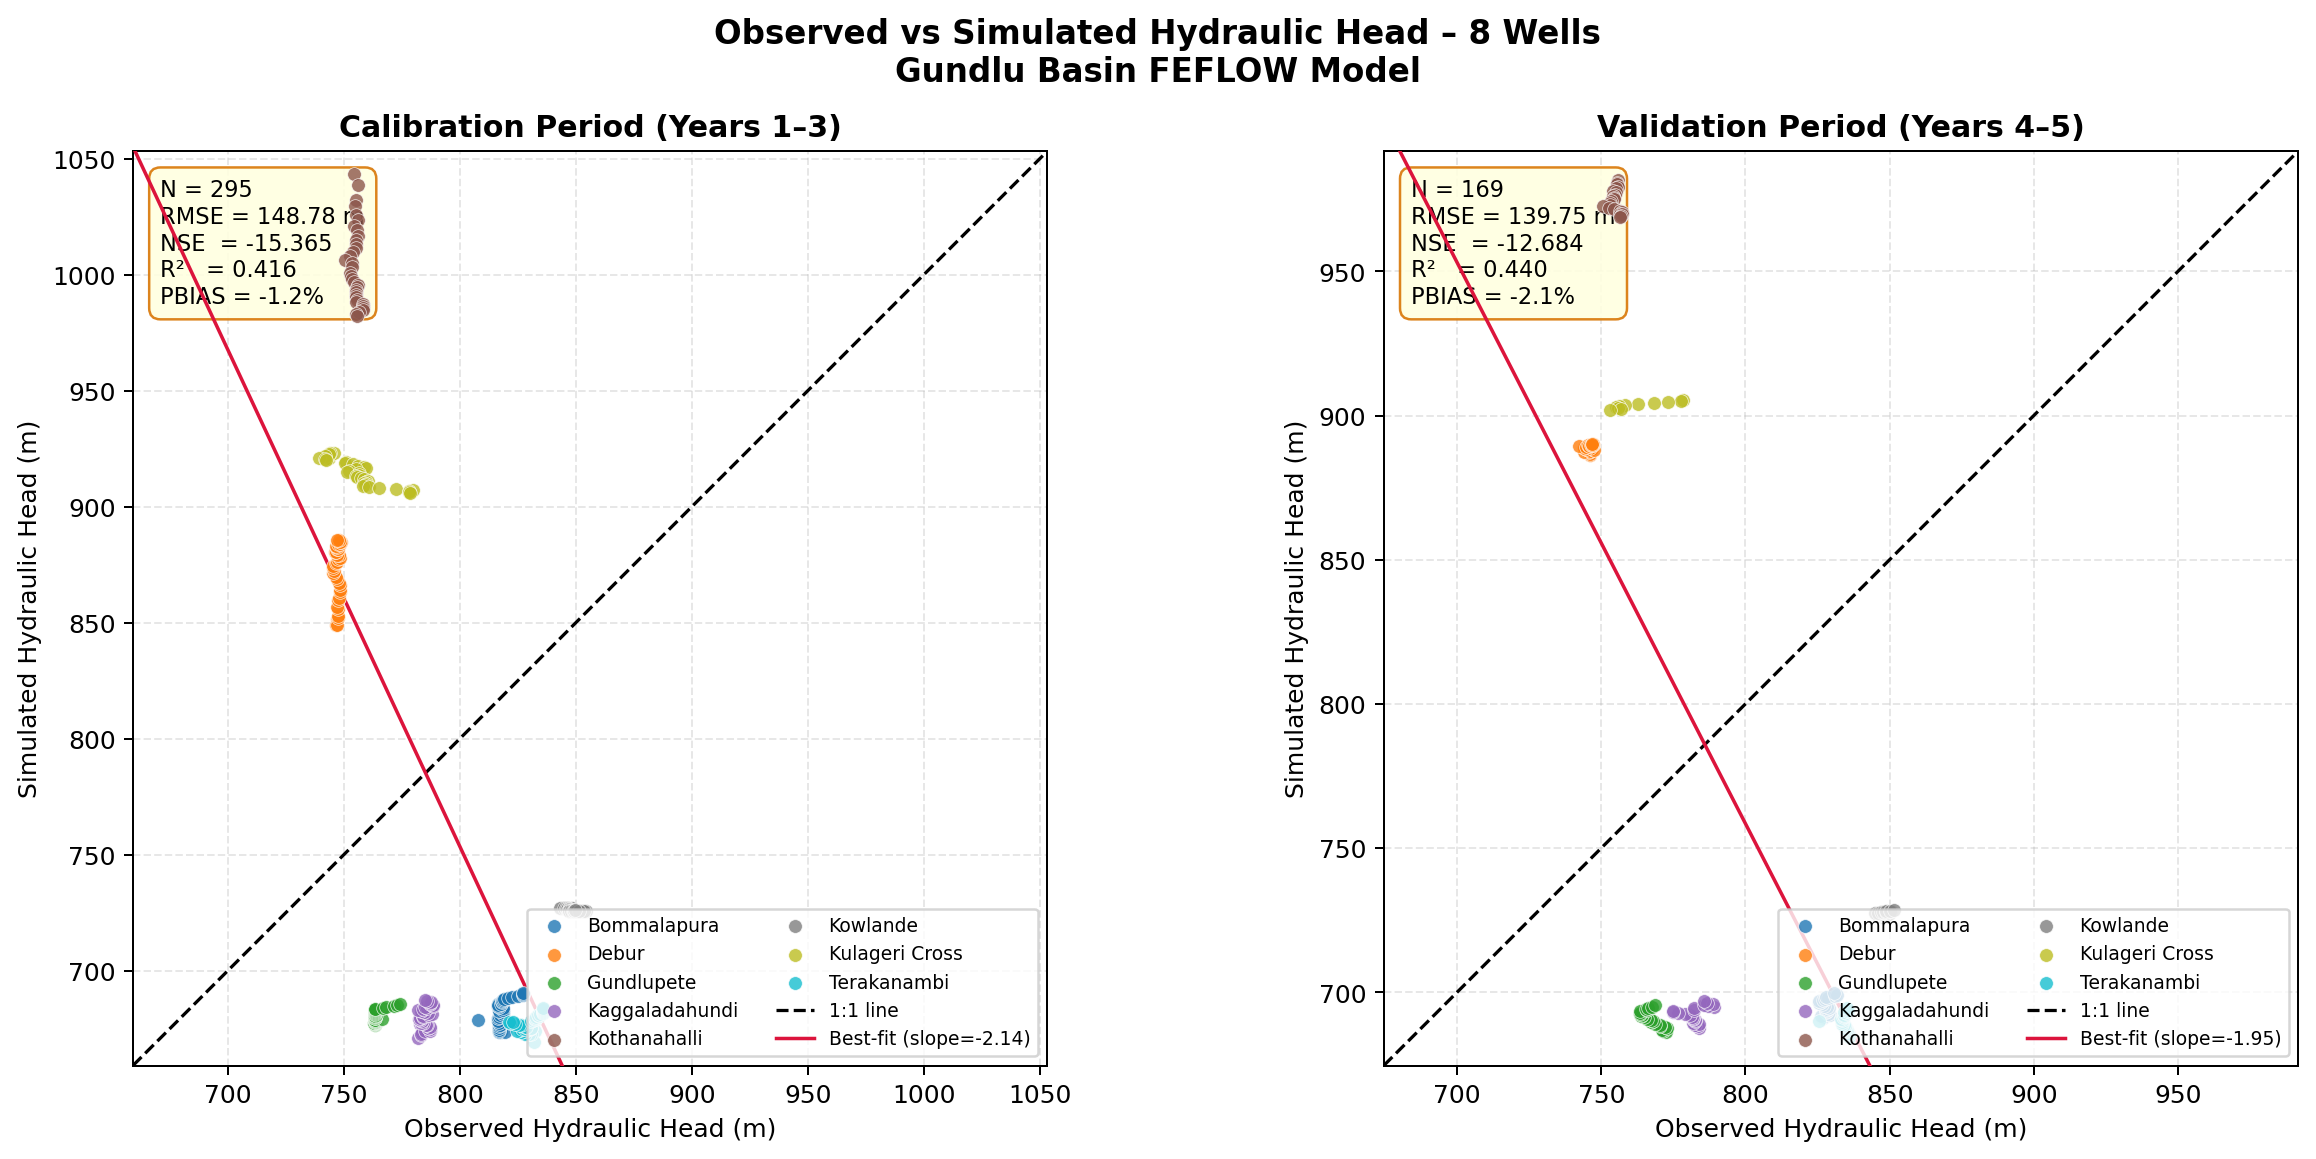 Observed vs Simulated Hydraulic Head – 8 Wells
Gundlu Basin FEFLOW Model
Calibration Period (Years 1–3)
1050
1000
950
900
850
800
750
700
Simulated Hydraulic Head (m)
N = 295
RMSE = 148.78
NSE = -15.365
R² = 0.416
PBIAS = -1.2%
Bommalapura
Debur
Gundlupete
Kaggaladahundi
Kothanahalli
Kowlande
Kulageri Cross
Terakanambi
1:1 line
Best-fit (slope=-2.14)
700 750 800 850 900 950 1000 1050
Observed Hydraulic Head (m)
Validation Period (Years 4–5)
950
900
850
800
750
700
Simulated Hydraulic Head (m)
N = 169
RMSE = 139.75 m
NSE = -12.684
R² = 0.440
PBIAS = -2.1%
Bommalapura
Debur
Gundlupete
Kaggaladahundi
Kothanahalli
Kowlande
Kulageri Cross
Terakanambi
1:1 line
Best-fit (slope=-1.95)
700 750 800 850 900 950
Observed Hydraulic Head (m)